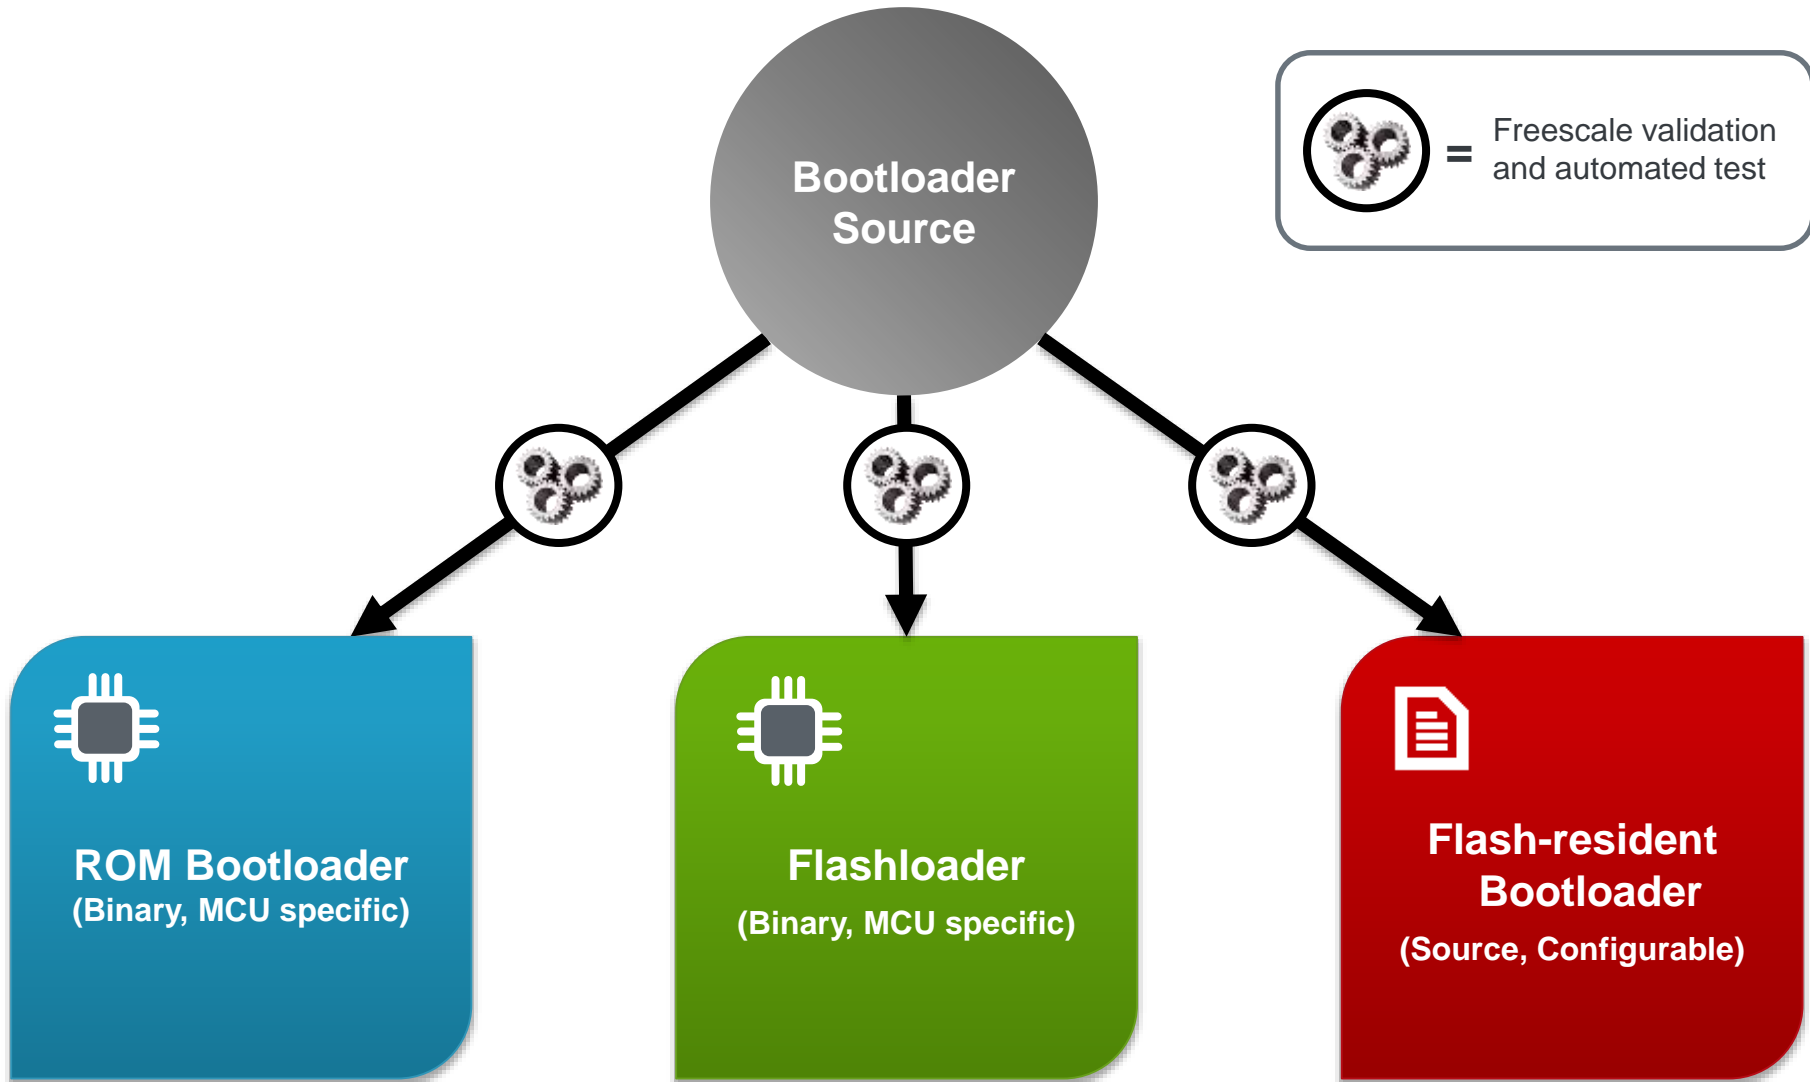 Bootloader
Source
=
Freescale validation
and automated test
ROM Bootloader
(Binary, MCU specific)
Flashloader
(Binary, MCU specific)
Flash-resident
Bootloader
(Source, Configurable)